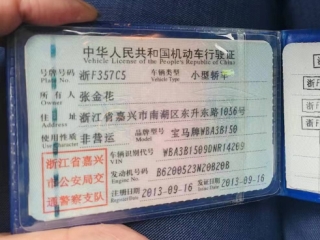 中华人民共和国机动车行驶证
Vehicle License of the People's Republic of China
号牌号码 浙F357CS 车辆类型 小型轿车
Plate No. Vehicle Type
所有人 张金花
Owner
住址 浙江省嘉兴市南湖区东升东路1056号
Address
使用性质 非营运 品牌型号 宝马牌WBA3B150
Use Character Model
浙江省嘉兴市公安局交通警察支队
车辆识别代号
VIN
发动机号码 B6200523N20B20B
Engine No.
注册日期 2013-09-16 发证日期 2013-09-16
Register Date Issue Date